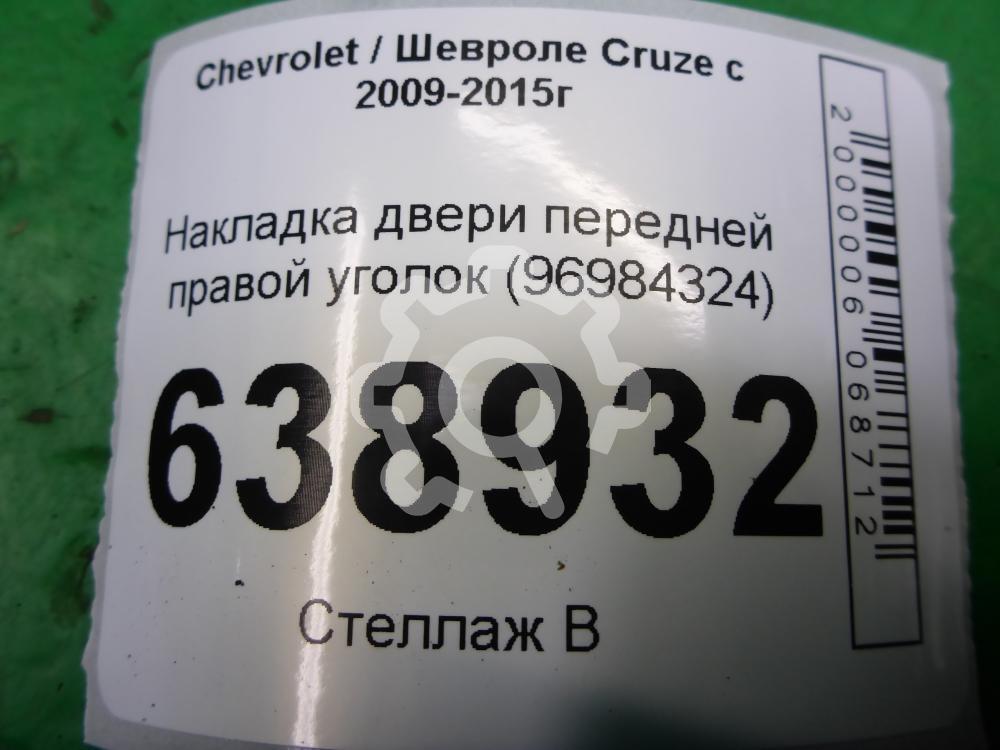 Chevrolet / Шевроле Cruze с
2009-2015г
Накладка двери передней
правой уголок (96984324)
638932
Стеллаж В
2000006068712